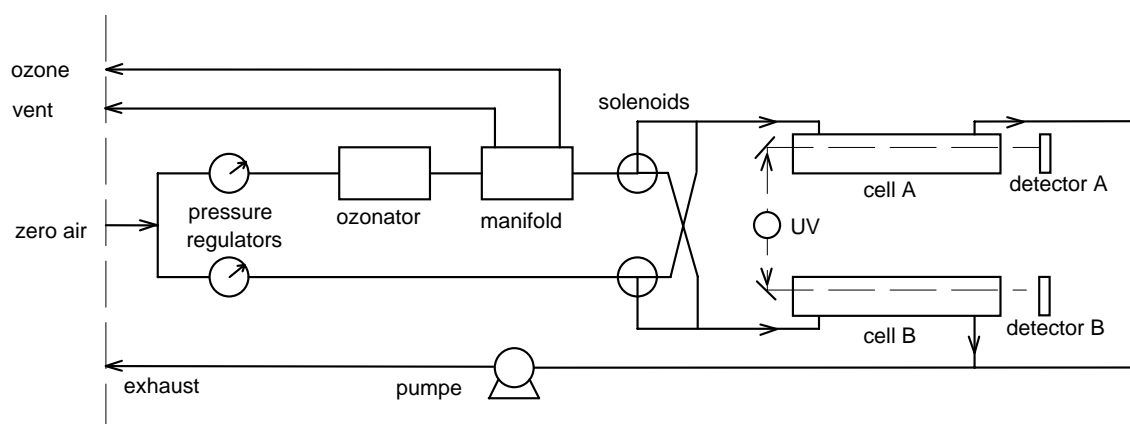 ozone
vent
solenoids
cell A
detector A
pressure
regulators
ozonator
manifold
zero air
UV
cell B
detector B
exhaust
pumpe